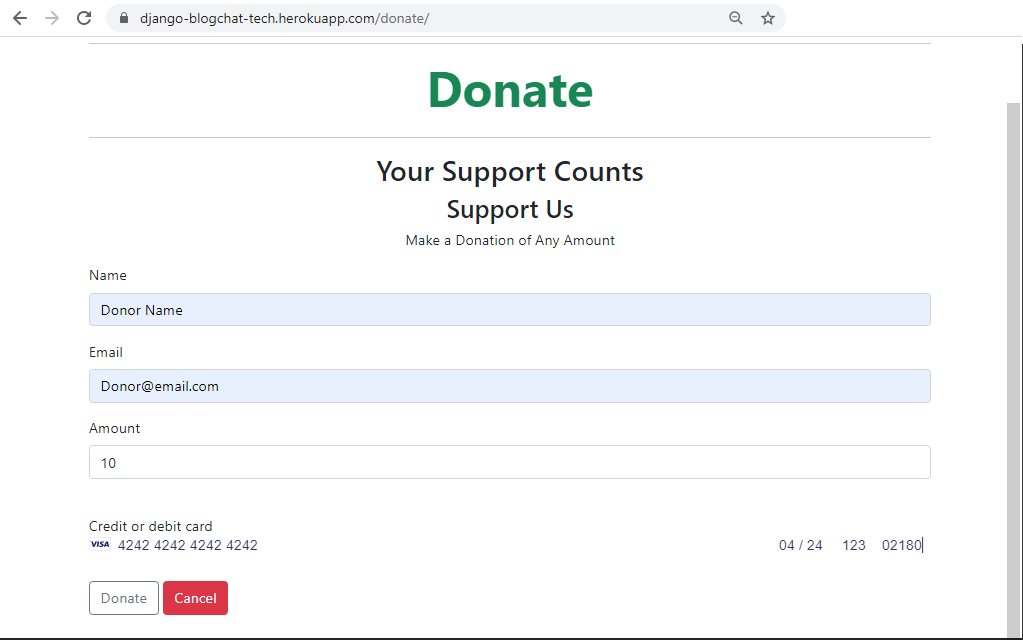 django-blogchat-tech.herokuapp.com/donate/
Donate
Your Support Counts
Support Us
Make a Donation of Any Amount
Name
Donor Name
Email
Donor@email.com
Amount
10
Credit or debit card
VISA 4242 4242 4242 4242 04 / 24 123 02180
Donate Cancel